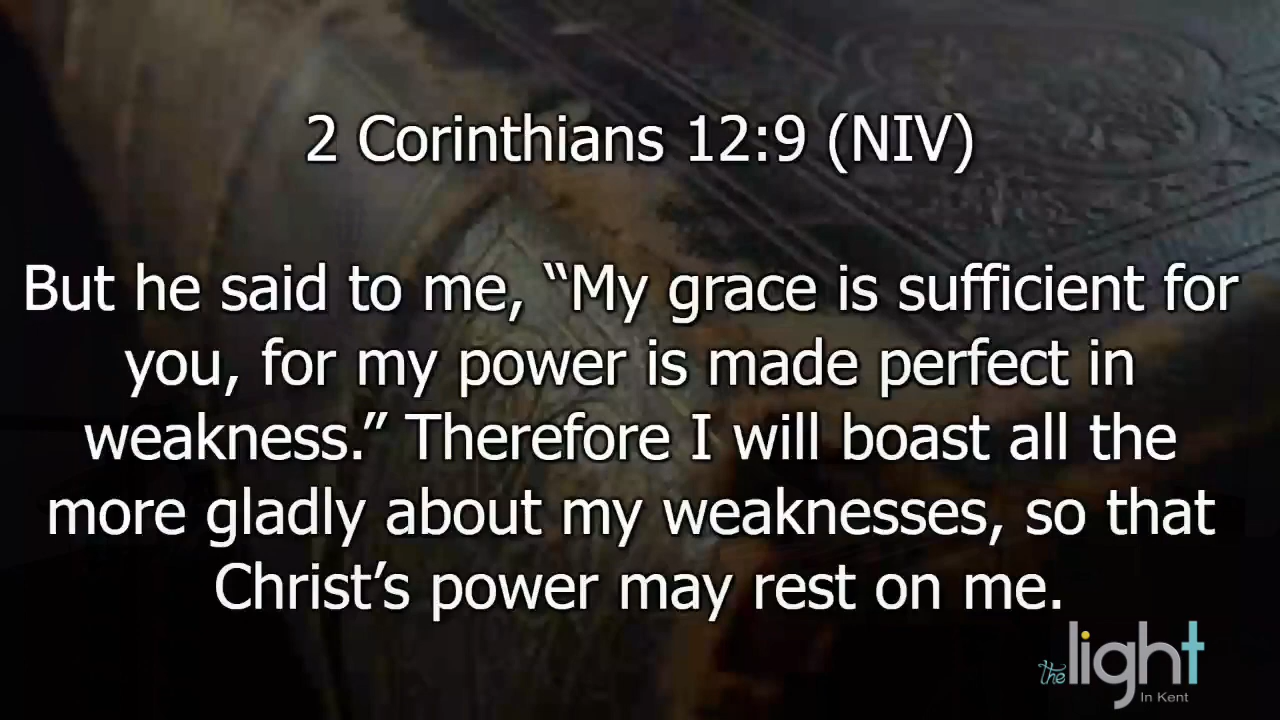 2 Corinthians 12:9 (NIV)
But he said to me, “My grace is sufficient for
you, for my power is made perfect in
weakness.” Therefore I will boast all the
more gladly about my weaknesses, so that
Christ’s power may rest on me.
the light
In Kent